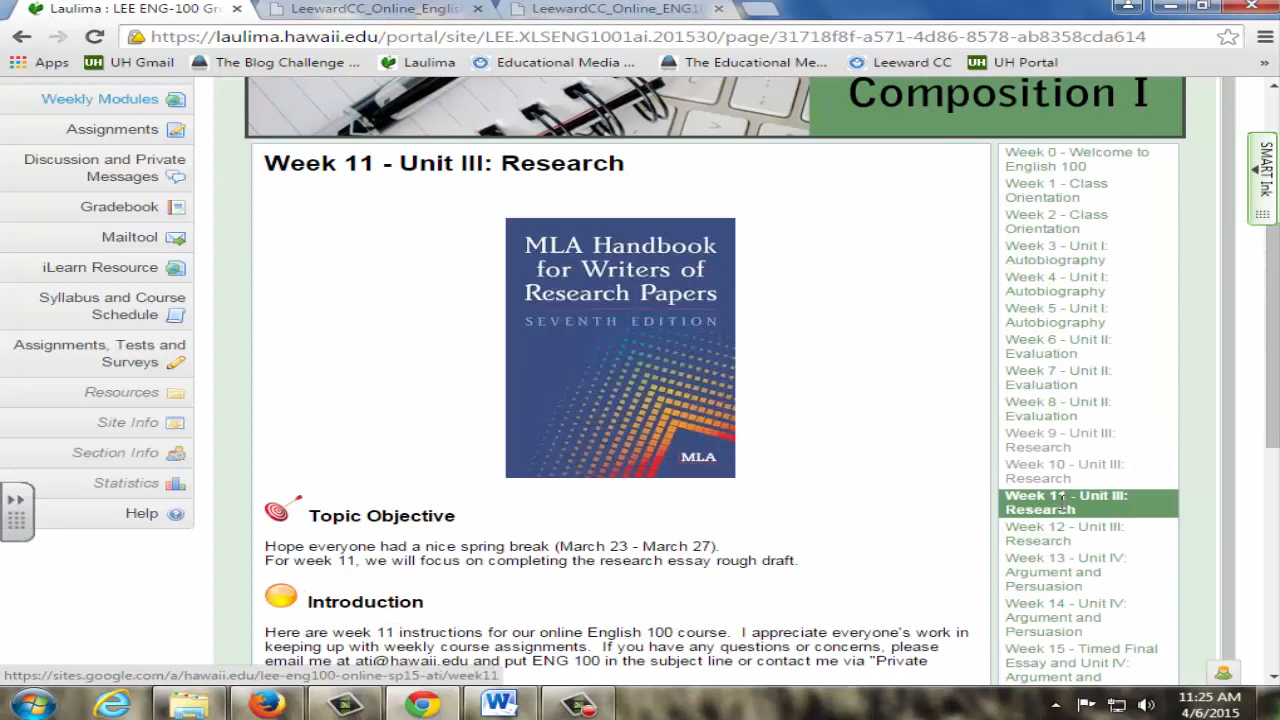 Laulima : LEE ENG-100 Gr
LeewardCC_Online_Englis
LeewardCC_Online_ENG1
https://laulima.hawaii.edu/portal/site/LEE.XLSENG1001ai.201530/page/31718f8f-a571-4d86-8578-ab8358cda614
Apps
UH Gmail
The Blog Challenge ...
Laulima
Educational Media ...
The Educational Me...
Leeward CC
UH Portal
»
Weekly Modules
Assignments
Discussion and Private
Messages
Gradebook
Mailtool
iLearn Resource
Syllabus and Course
Schedule
Assignments, Tests and
Surveys
Resources
Site Info
Section Info
Statistics
Help
Composition I
Week 11 - Unit III: Research
MLA Handbook
for Writers of
Research Papers
SEVENTH EDITION
MLA
Topic Objective
Hope everyone had a nice spring break (March 23 - March 27).
For week 11, we will focus on completing the research essay rough draft.
Introduction
Here are week 11 instructions for our online English 100 course. I appreciate everyone's work in
keeping up with weekly course assignments. If you have any questions or concerns, please
email me at ati@hawaii.edu and put ENG 100 in the subject line or contact me via "Private
Week 0 - Welcome to
English 100
Week 1 - Class
Orientation
Week 2 - Class
Orientation
Week 3 - Unit I:
Autobiography
Week 4 - Unit I:
Autobiography
Week 5 - Unit I:
Autobiography
Week 6 - Unit II:
Evaluation
Week 7 - Unit II:
Evaluation
Week 8 - Unit II:
Evaluation
Week 9 - Unit III:
Research
Week 10 - Unit III:
Research
Week 11 - Unit III:
Research
Week 12 - Unit III:
Research
Week 13 - Unit IV:
Argument and
Persuasion
Week 14 - Unit IV:
Argument and
Persuasion
Week 15 - Timed Final
Essay and Unit IV:
Argument and
SMART Ink
https://sites.google.com/a/hawaii.edu/lee-eng100-online-sp15-ati/week11
11:25 AM
4/6/2015